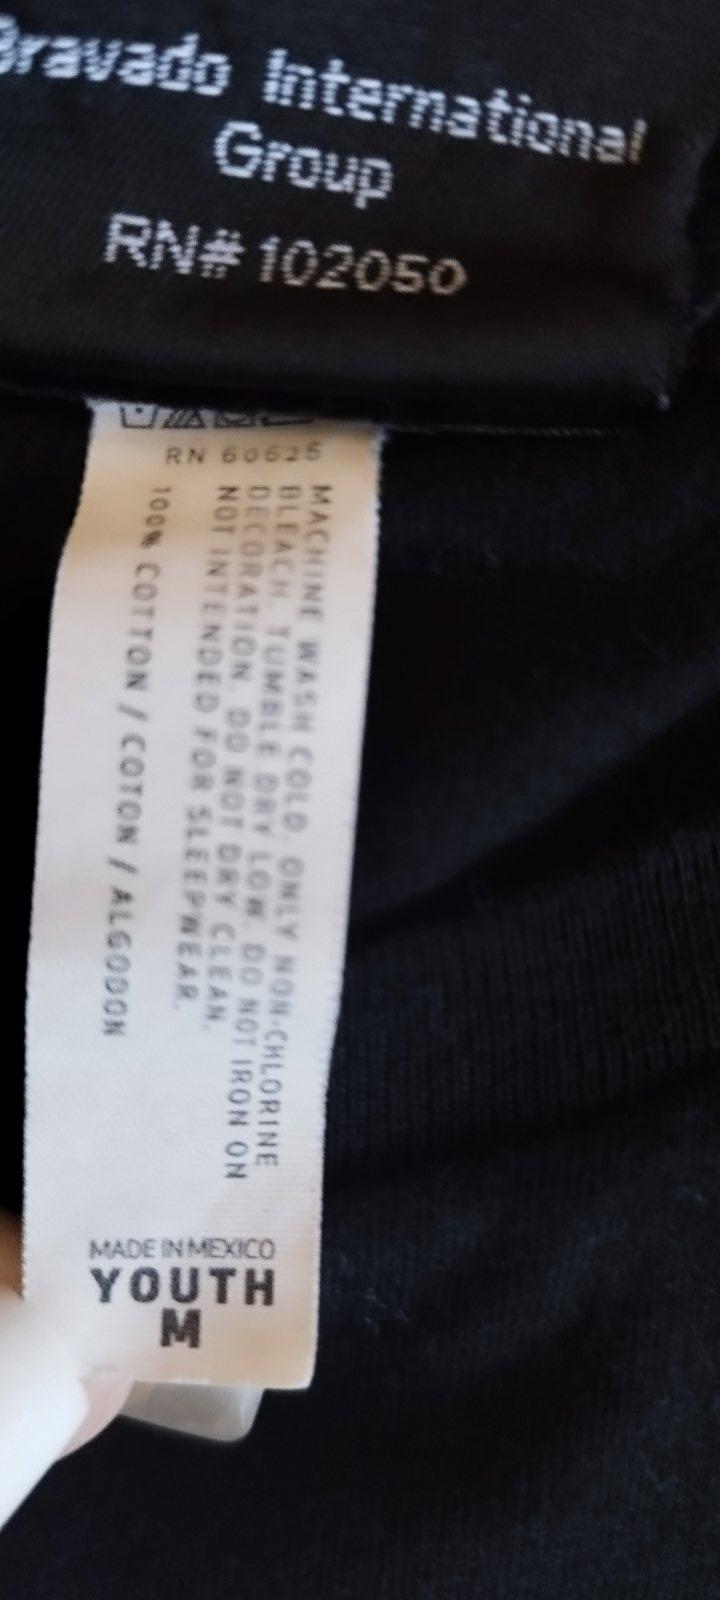 Bravado International
Group
RN# 102050
RN 60626
MACHINE WASH COLD. ONLY NON-CHLORINE
BLEACH. TUMBLE DRY LOW. DO NOT IRON ON
DECORATION. DO NOT DRY CLEAN.
NOT INTENDED FOR SLEEPWEAR.
100% COTTON / COTON / ALGODON
MADE IN MEXICO
YOUTH
M